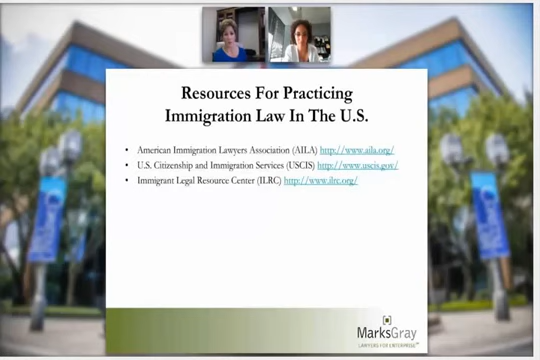 Resources For Practicing
Immigration Law In The U.S.
• American Immigration Lawyers Association (AILA) http://www.aila.org/
• U.S. Citizenship and Immigration Services (USCIS) http://www.uscis.gov/
• Immigrant Legal Resource Center (ILRC) http://www.ilrc.org/
MarksGray
LAWYERS FOR ENTERPRISE